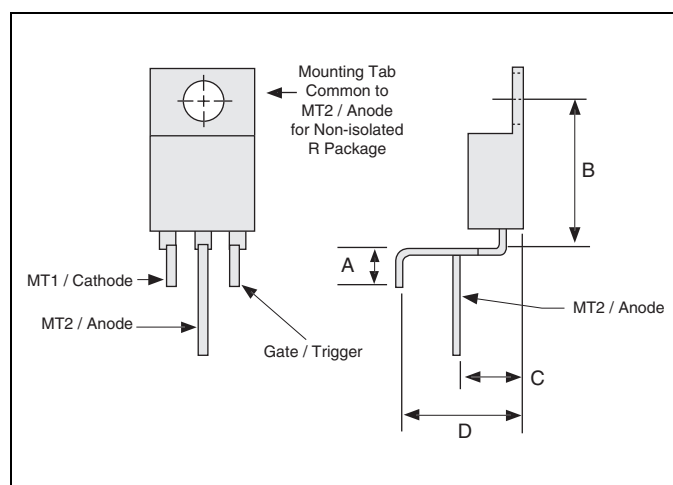 Mounting Tab
Common to
MT2 / Anode
for Non-isolated
R Package
B
A
MT1 / Cathode
MT2 / Anode
MT2 / Anode
Gate / Trigger
C
D